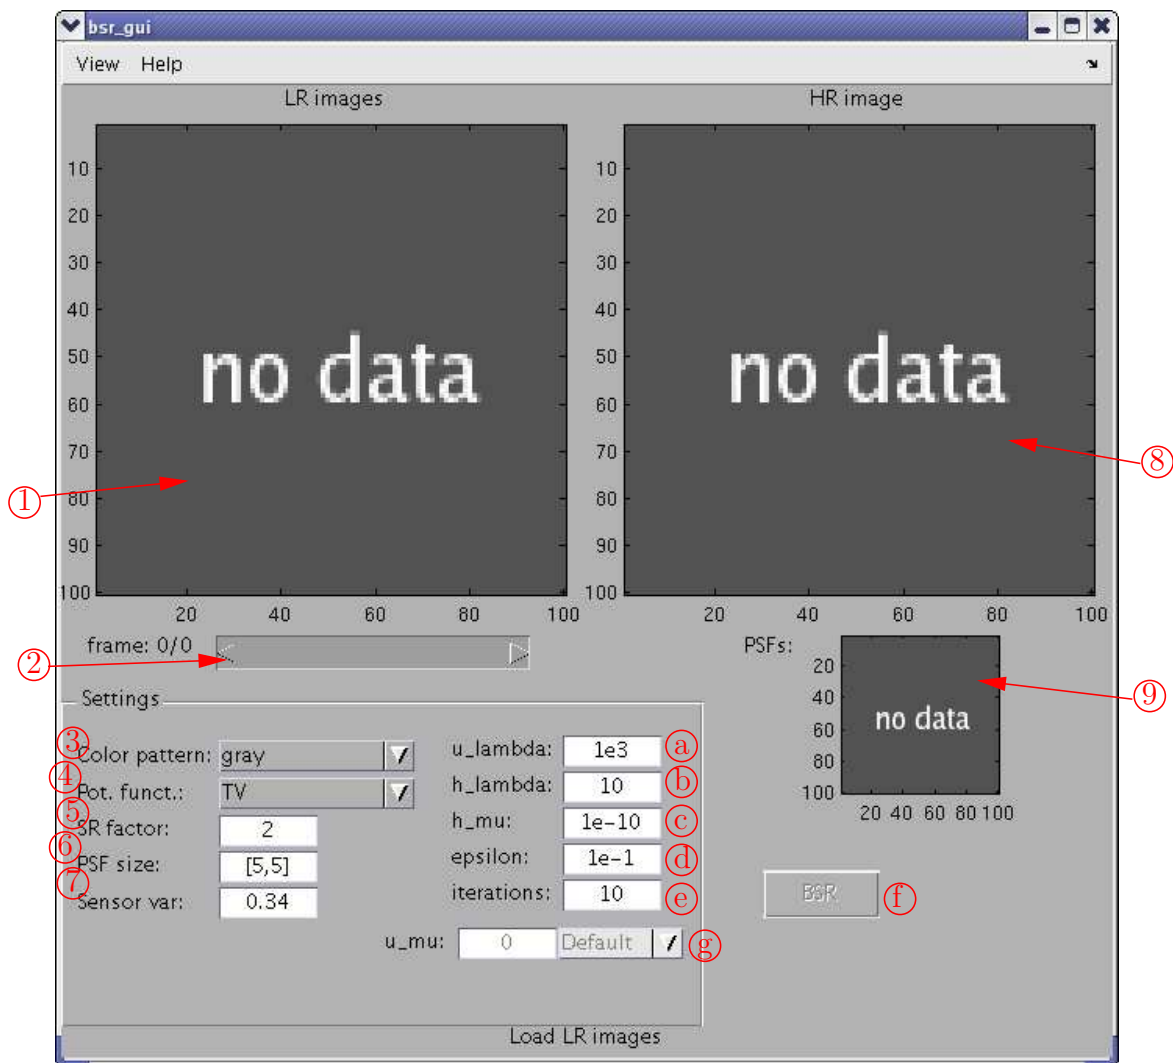 bsr_gui
View Help
LR images
HR image
10
20
30
40
50
60
70
80
90
100
20 40 60 80 100
no data
10
20
30
40
50
60
70
80
90
100
20 40 60 80 100
no data
①
⑧
frame: 0/0
②
PSFs:
20
40
60
80
100
20 40 60 80 100
no data
⑨
Settings
③
Color pattern: gray
④
Pot. funct.: TV
⑤
SR factor: 2
⑥
PSF size: [5,5]
⑦
Sensor var: 0.34
u_lambda: 1e3 ⓐ
h_lambda: 10 ⓑ
h_mu: 1e-10 ⓒ
epsilon: 1e-1 ⓓ
iterations: 10 ⓔ
u_mu: 0 Default ⓖ
BSR ⓕ
Load LR images